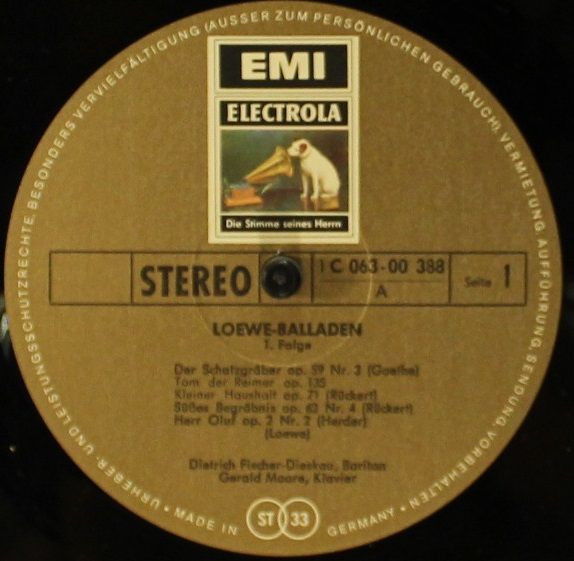 EMI
ELECTROLA
Die Stimme seines Herrn
STEREO
1 C 063-00 388
A
Seite 1
LOEWE-BALLADEN
1. Folge
Der Schatzgräber op. 59 Nr. 3 (Goethe)
Tom der Reimer op. 135
Kleiner Haushalt op. 71 (Rückert)
Süßes Begräbnis op. 62 Nr. 4 (Rückert)
Herr Oluf op. 2 Nr. 2 (Herder)
(Loewe)
Dietrich Fischer-Dieskau, Bariton
Gerald Moore, Klavier
URHEBER- UND LEISTUNGSSCHUTZRECHTE, BESONDERS VERVIELFÄLTIGUNG (AUSSER ZUM PERSÖNLICHEN GEBRAUCH), VERMIETUNG, AUFFÜHRUNG, SENDUNG, VORBEHALTEN
• MADE IN ST 33 GERMANY •